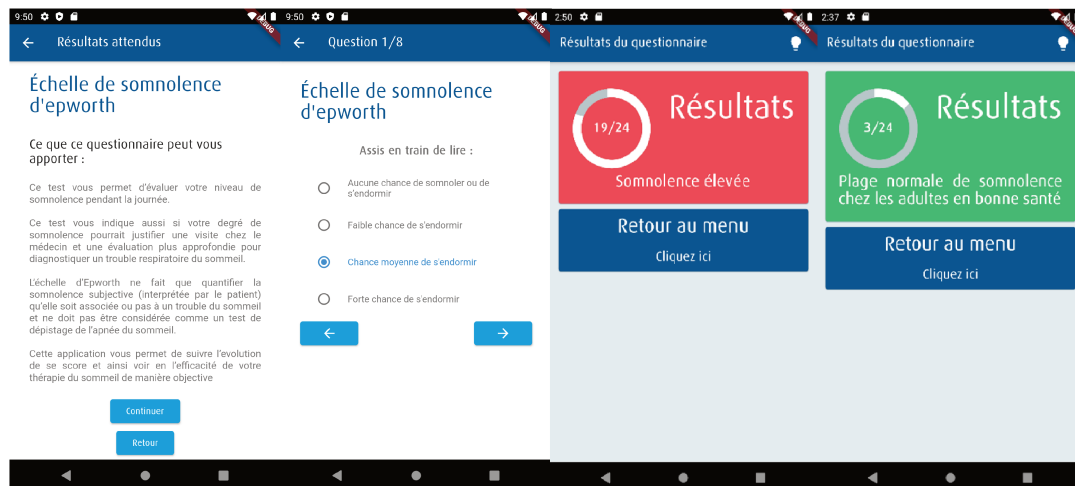 9:50
DEBUG
Résultats attendus
Échelle de somnolence
d'epworth
Ce que ce questionnaire peut vous
apporter :
Ce test vous permet d'évaluer votre niveau de
somnolence pendant la journée.
Ce test vous indique aussi si votre degré de
somnolence pourrait justifier une visite chez le
médecin et une évaluation plus approfondie pour
diagnostiquer un trouble respiratoire du sommeil.
L'échelle d'Epworth ne fait que quantifier la
somnolence subjective (interprétée par le patient)
qu'elle soit associée ou pas à un trouble du sommeil
et ne doit pas être considérée comme un test de
dépistage de l'apnée du sommeil.
Cette application vous permet de suivre l'evolution
de se score et ainsi voir en l'efficacité de votre
thérapie du sommeil de manière objective
Continuer
Retour
9:50
DEBUG
Question 1/8
Échelle de somnolence
d'epworth
Assis en train de lire :
Aucune chance de somnoler ou de
s'endormir
Faible chance de s'endormir
Chance moyenne de s'endormir
Forte chance de s'endormir
2:50
DEBUG
Résultats du questionnaire
19/24
Résultats
Somnolence élevée
Retour au menu
Cliquez ici
2:37
DEBUG
Résultats du questionnaire
3/24
Résultats
Plage normale de somnolence
chez les adultes en bonne santé
Retour au menu
Cliquez ici